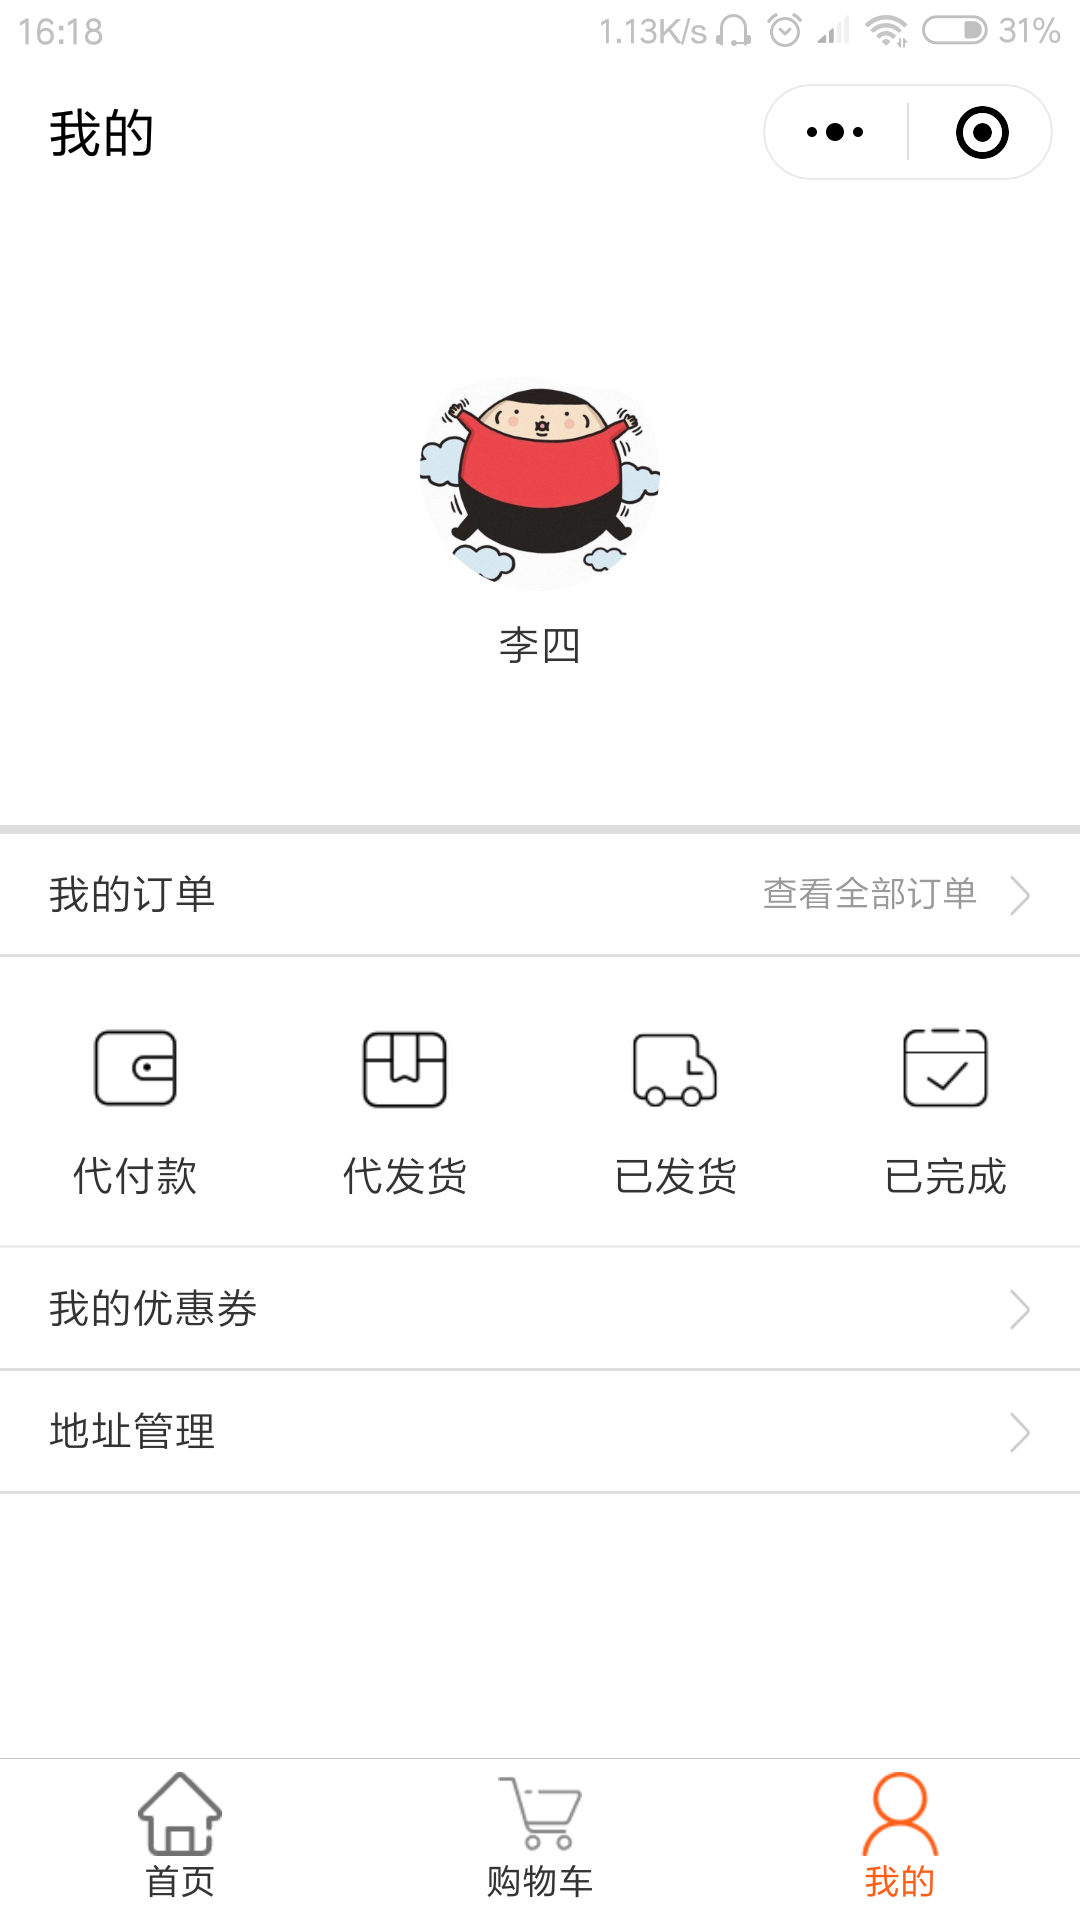 16:18 1.13K/s 31%
我的
李四
我的订单 查看全部订单
代付款 代发货 已发货 已完成
我的优惠券
地址管理
首页 购物车 我的